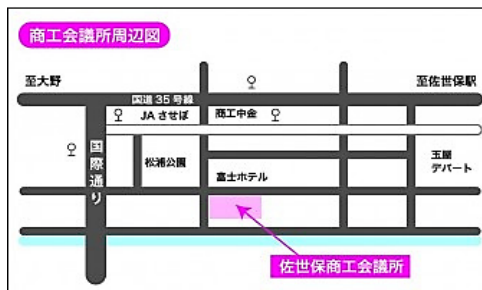 商工会議所周辺図
至大野
至佐世保駅
国道35号線
JAさせぼ
商工中金
国際通り
松浦公園
富士ホテル
玉屋
デパート
佐世保商工会議所